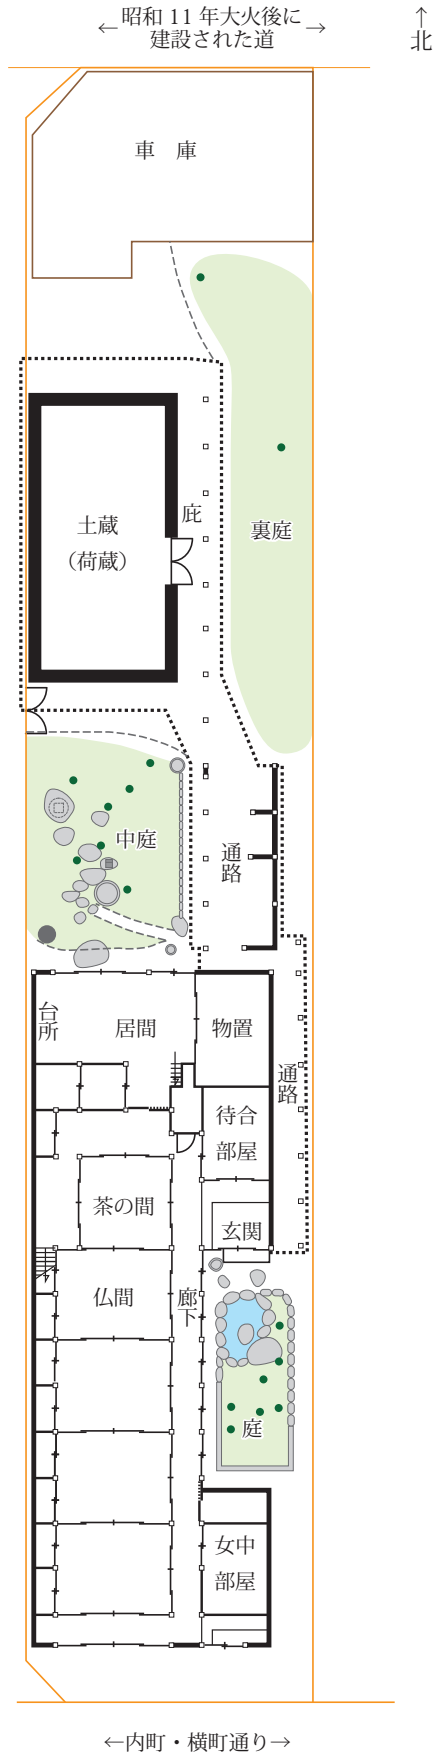 ←昭和 11 年大火後に
建設された道→
↑
北
車 庫
庇
土蔵
（荷蔵）
裏庭
中庭
通路
台所
居間
物置
通路
待合
部屋
茶の間
玄関
仏間
廊下
庭
女中
部屋
←内町・横町通り→